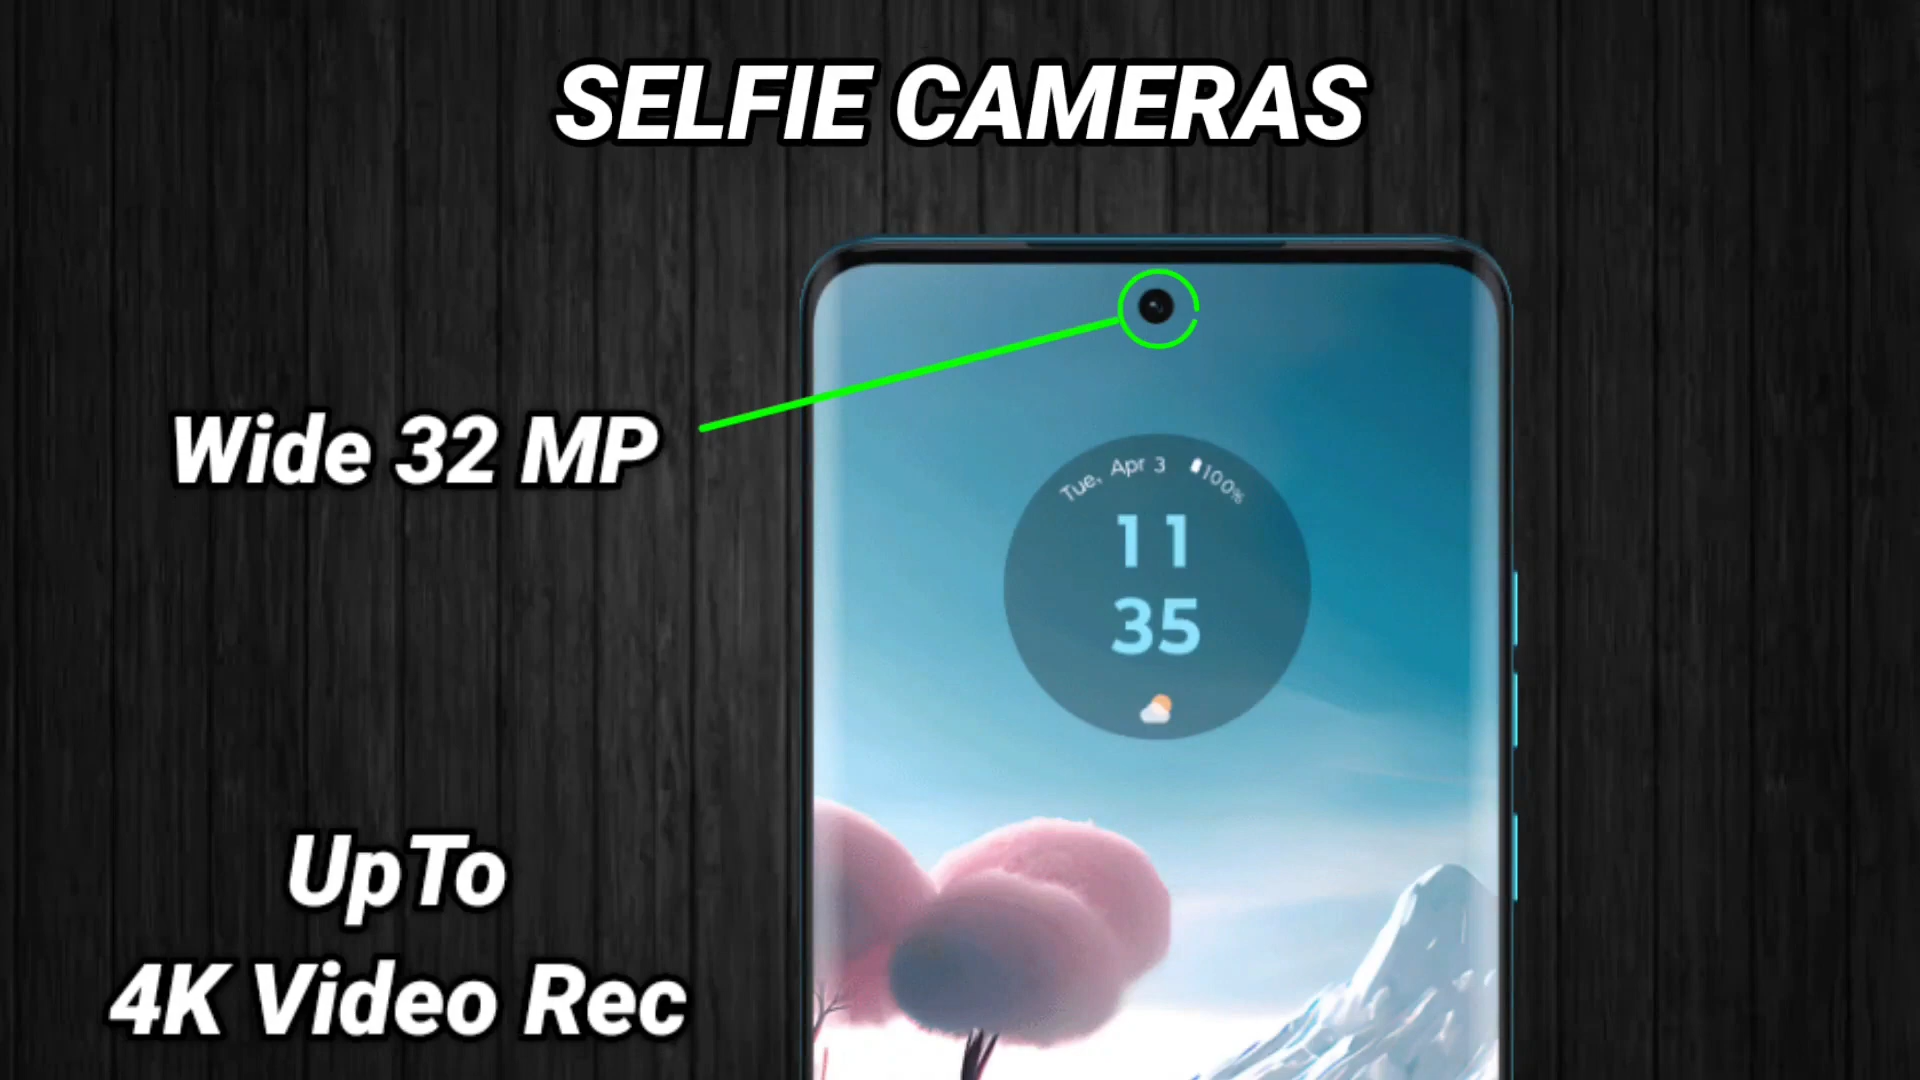 SELFIE CAMERAS
Wide 32 MP
Tue, Apr 3 100%
11
35
UpTo
4K Video Rec